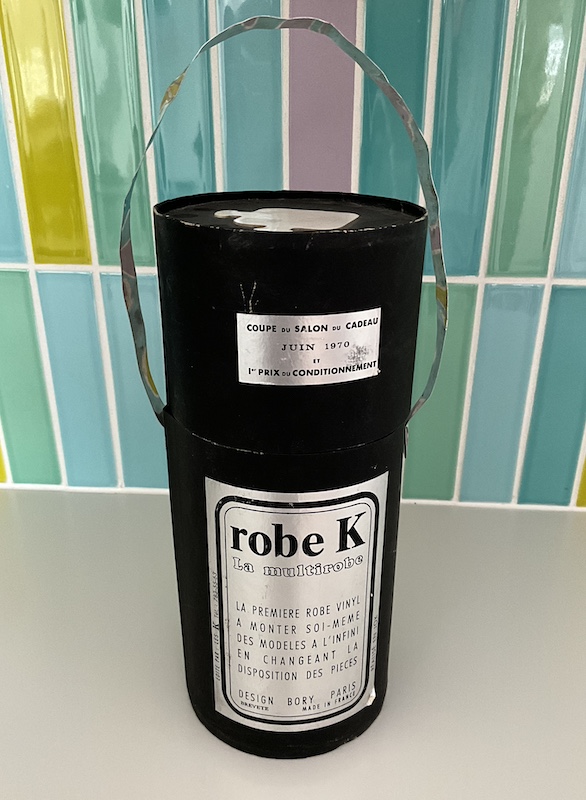 COUPE DU SALON DU CADEAU
JUIN 1970
ET
1er PRIX DU CONDITIONNEMENT
robe K
La multirobe
LA PREMIERE ROBE VINYL
A MONTER SOI-MEME
DES MODELES A L'INFINI
EN CHANGEANT LA
DISPOSITION DES PIECES
DESIGN BORY PARIS
BREVETE MADE IN FRANCE